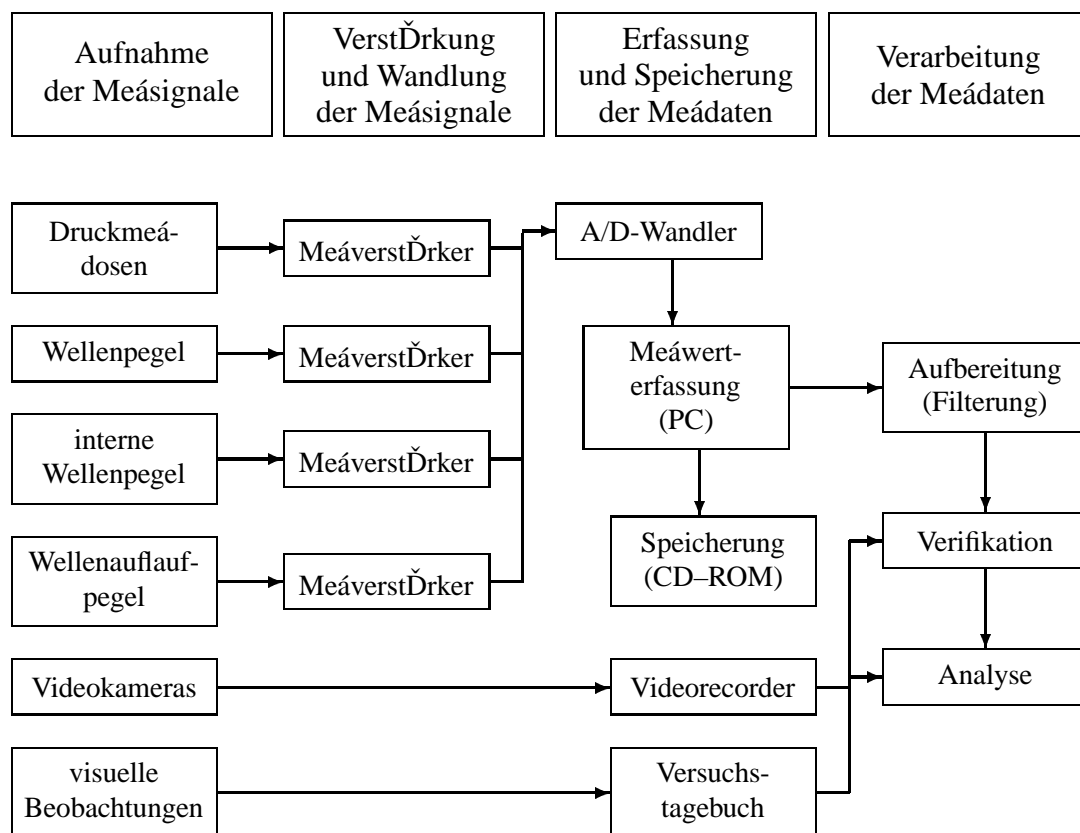 Aufnahme
der Meásignale
VerstĎrkung
und Wandlung
der Meásignale
Erfassung
und Speicherung
der Meádaten
Verarbeitung
der Meádaten
Druckmeá-
dosen
MeáverstĎrker
A/D-Wandler
Wellenpegel
MeáverstĎrker
Meáwert-
erfassung
(PC)
Aufbereitung
(Filterung)
interne
Wellenpegel
MeáverstĎrker
Speicherung
(CD–ROM)
Verifikation
Wellenauflauf-
pegel
MeáverstĎrker
Videokameras
Videorecorder
Analyse
visuelle
Beobachtungen
Versuchs-
tagebuch